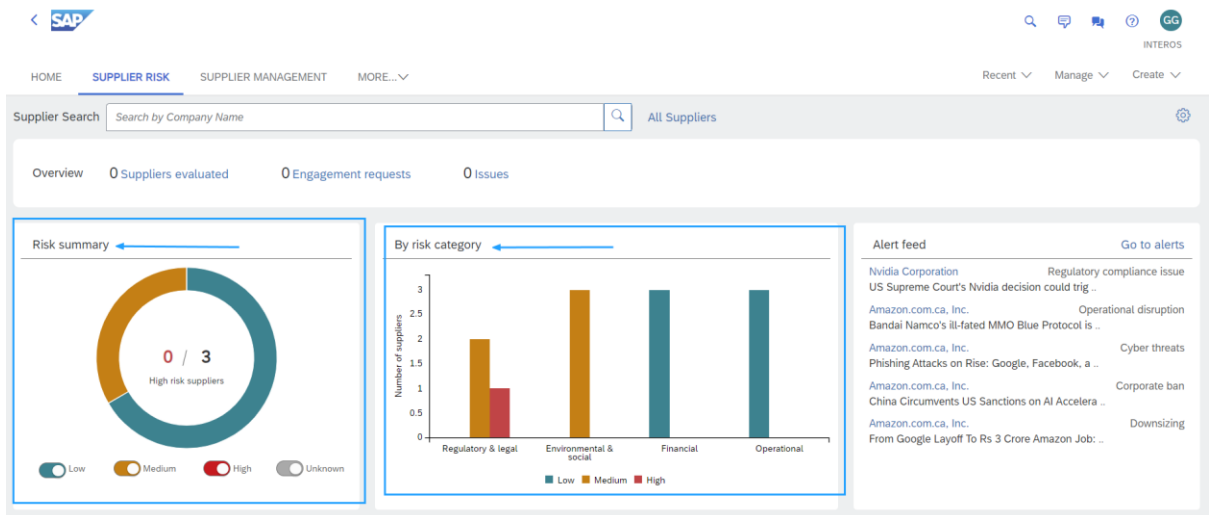 SAP
GG
INTEROS
HOME SUPPLIER RISK SUPPLIER MANAGEMENT MORE... Recent Manage Create
Supplier Search Search by Company Name All Suppliers
Overview 0 Suppliers evaluated 0 Engagement requests 0 Issues
Risk summary
0 / 3
High risk suppliers
Low Medium High Unknown
By risk category
Number of suppliers
3
2.5
2
1.5
1
0.5
0
Regulatory & legal Environmental & social Financial Operational
Low Medium High
Alert feed Go to alerts
Nvidia Corporation Regulatory compliance issue
US Supreme Court's Nvidia decision could trig ..
Amazon.com.ca, Inc. Operational disruption
Bandai Namco's ill-fated MMO Blue Protocol is ..
Amazon.com.ca, Inc. Cyber threats
Phishing Attacks on Rise: Google, Facebook, a ..
Amazon.com.ca, Inc. Corporate ban
China Circumvents US Sanctions on AI Accelera ..
Amazon.com.ca, Inc. Downsizing
From Google Layoff To Rs 3 Crore Amazon Job: ..